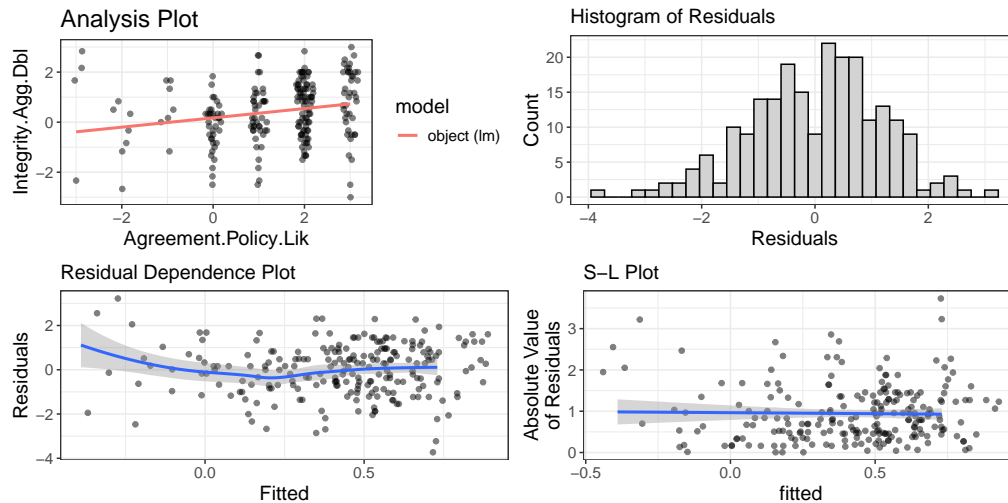 Analysis Plot
Integrity.Agg.Dbl
2
0
−2
−2
0
2
Agreement.Policy.Lik
model
object (lm)
Histogram of Residuals
Count
20
15
10
5
0
−4
−2
0
2
Residuals
Residual Dependence Plot
Residuals
2
0
−2
−4
0.0
0.5
Fitted
S−L Plot
Absolute Value
of Residuals
3
2
1
0
−0.5
0.0
0.5
fitted